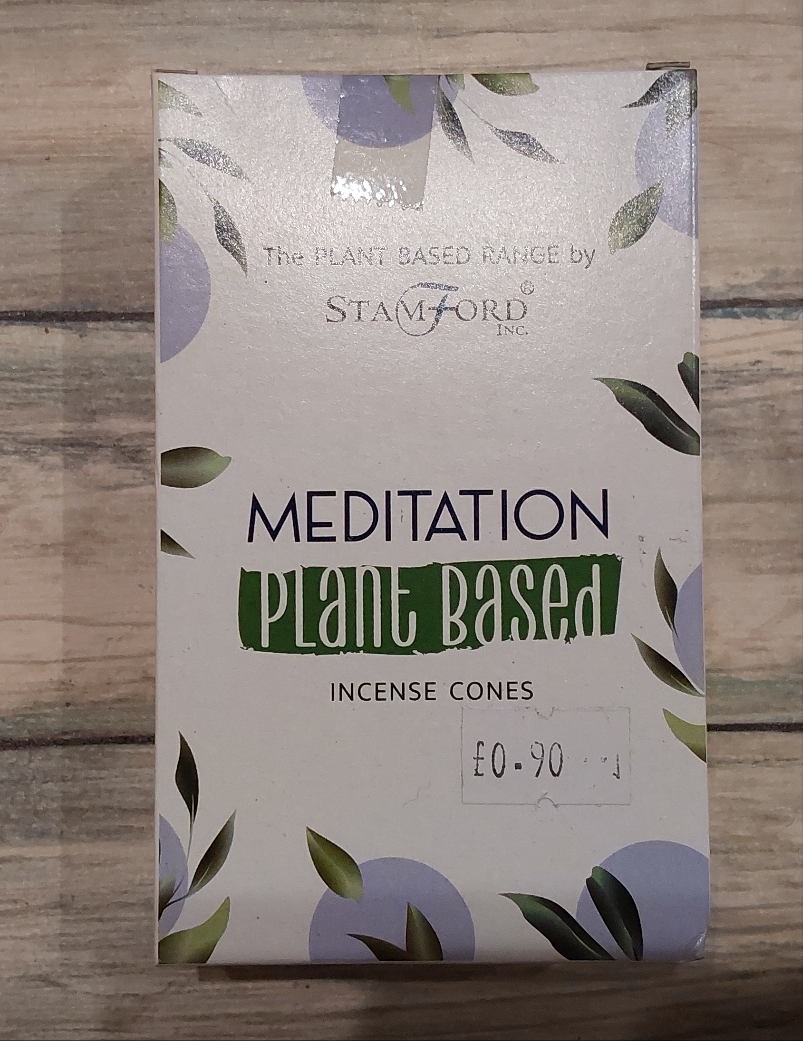 The PLANT BASED RANGE by
STAMFORD®
INC.
MEDITATION
Plant Based
INCENSE CONES
£0.90